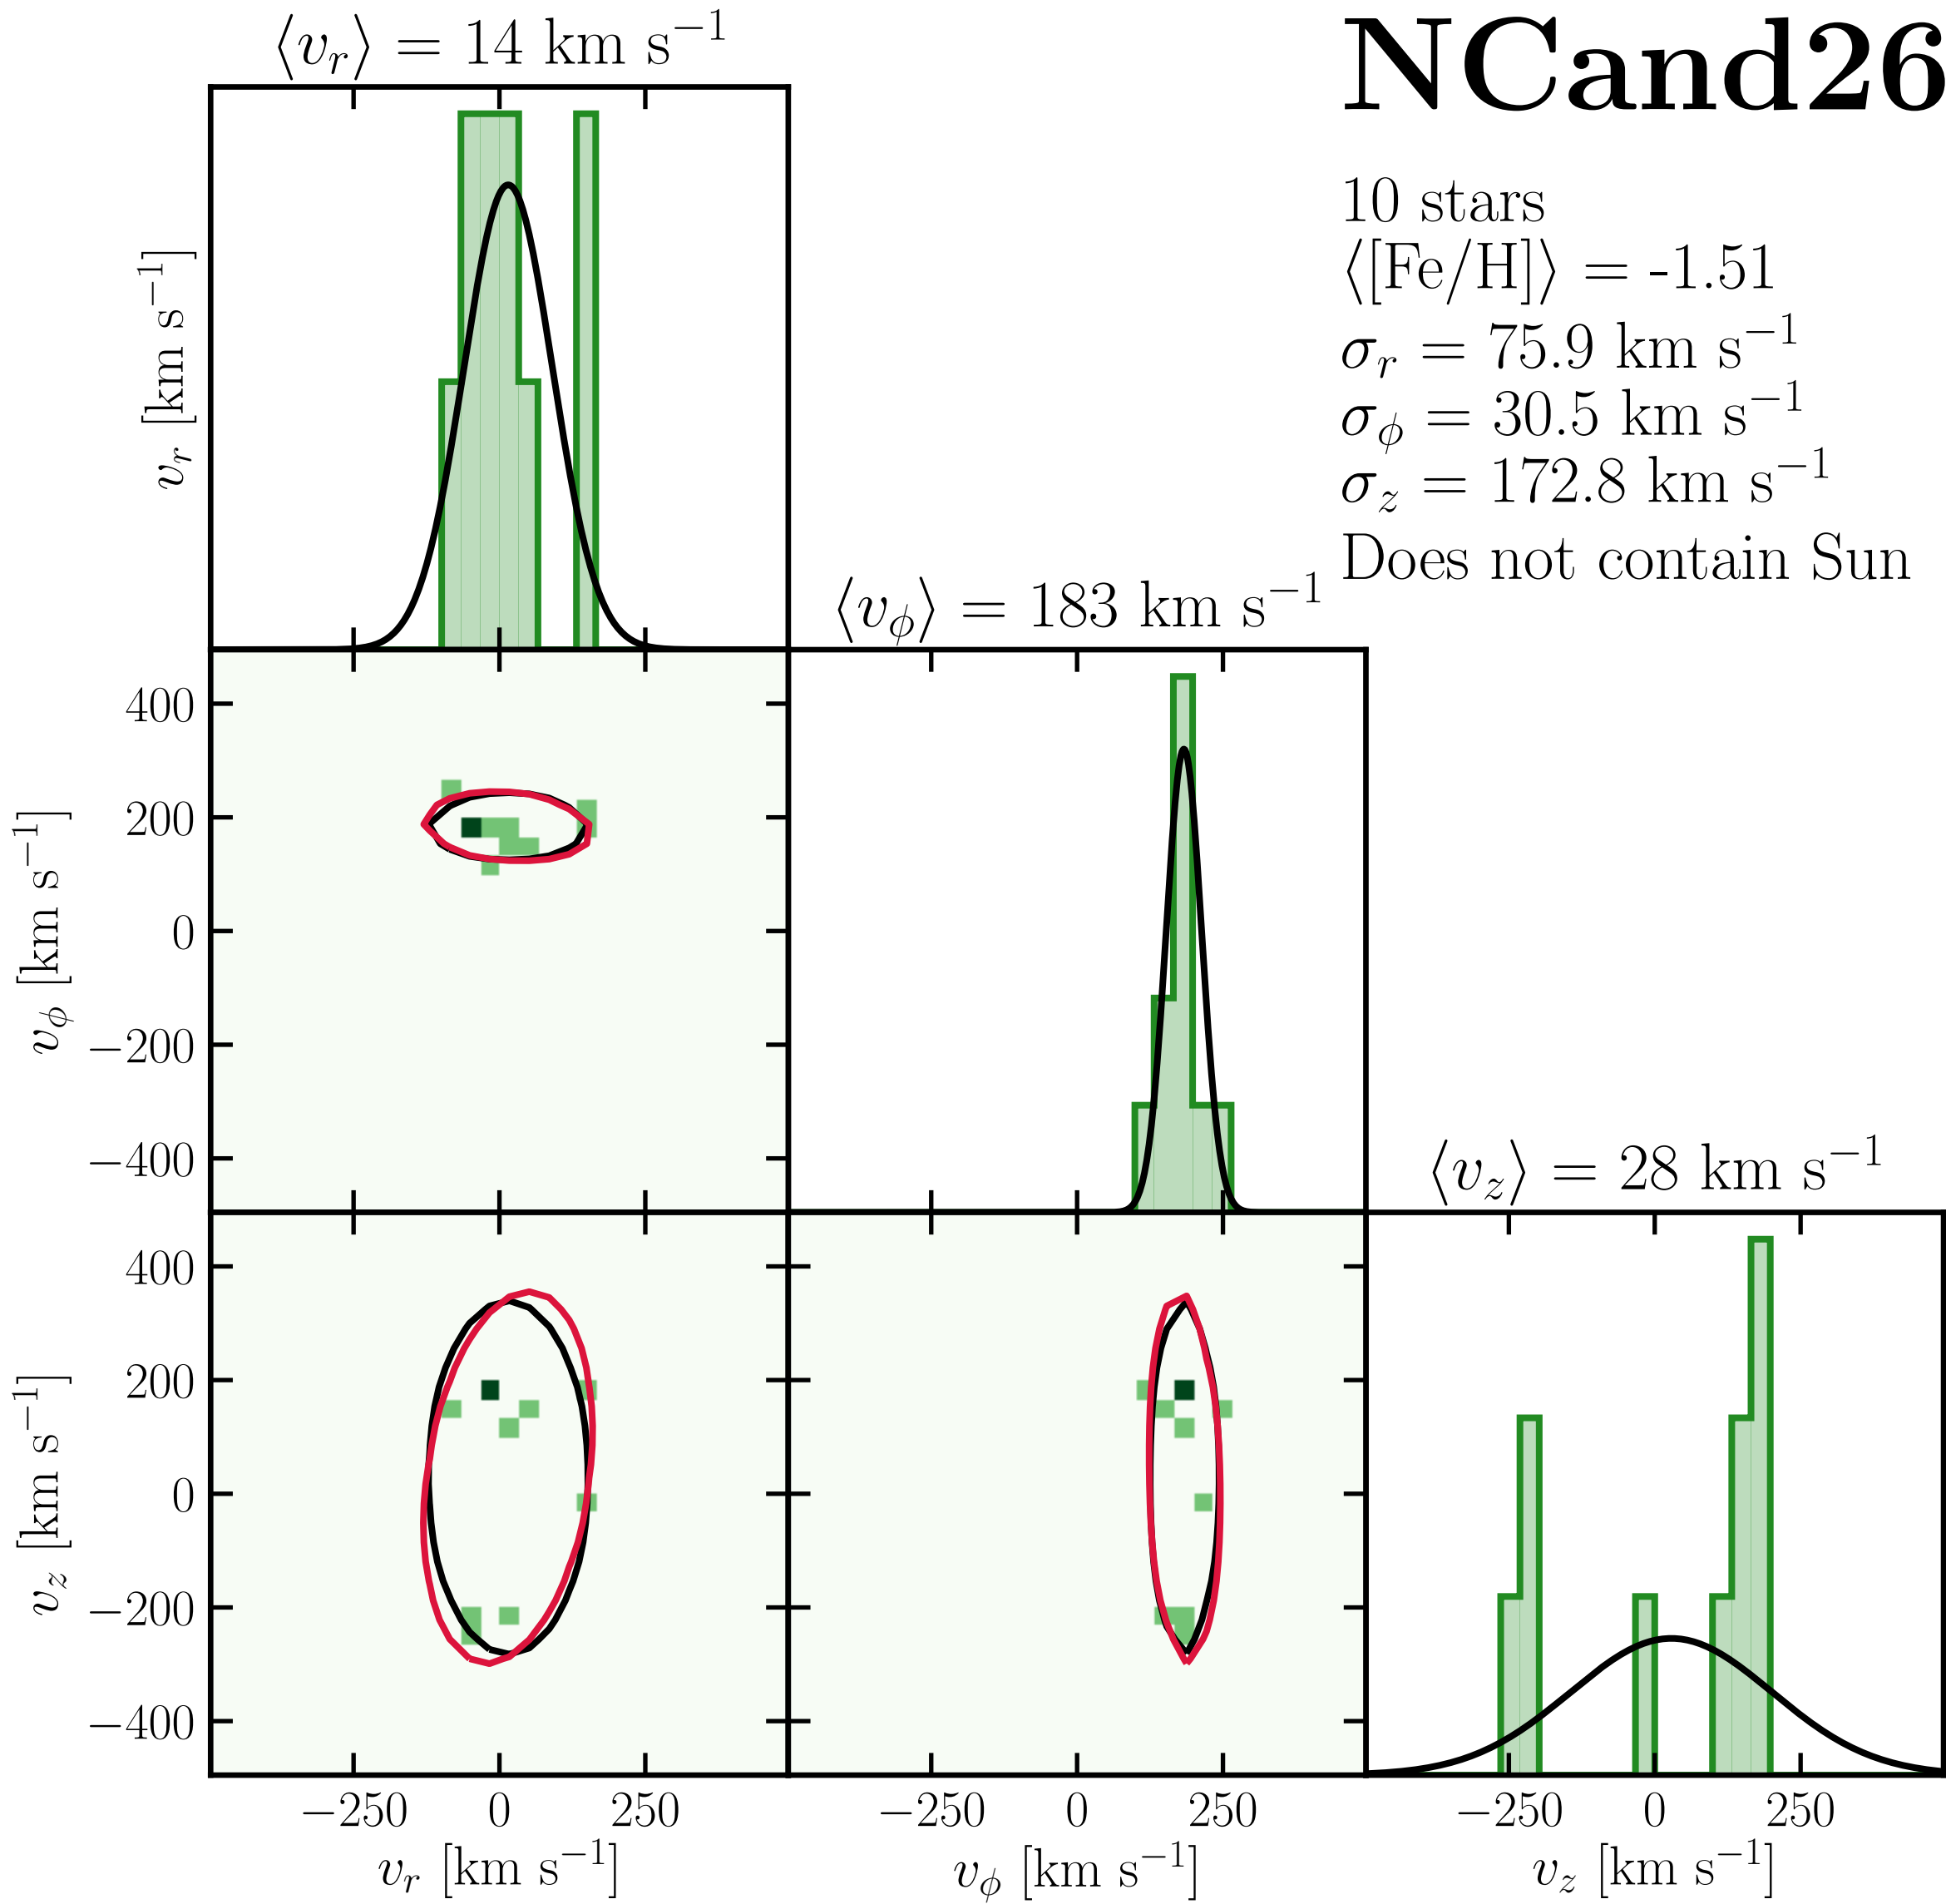 ⟨v_r⟩ = 14 km s⁻¹
NCand26
10 stars
⟨[Fe/H]⟩ = -1.51
σ_r = 75.9 km s⁻¹
σ_ϕ = 30.5 km s⁻¹
σ_z = 172.8 km s⁻¹
Does not contain Sun
v_r [km s⁻¹]
⟨v_ϕ⟩ = 183 km s⁻¹
400
200
0
−200
−400
v_ϕ [km s⁻¹]
⟨v_z⟩ = 28 km s⁻¹
400
200
0
−200
−400
v_z [km s⁻¹]
−250 0 250
−250 0 250
−250 0 250
v_r [km s⁻¹]
v_ϕ [km s⁻¹]
v_z [km s⁻¹]